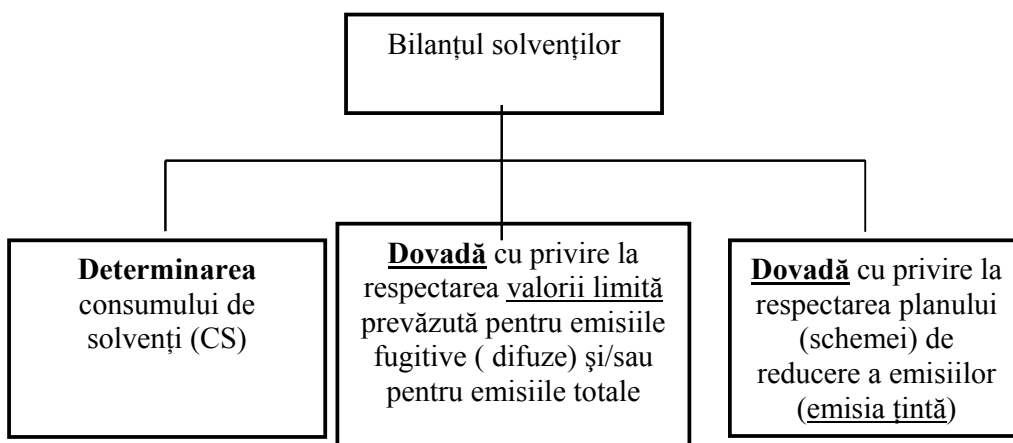 Bilanțul solvenților
Determinarea
consumului de
solvenți (CS)
Dovadă cu privire la
respectarea valorii limită
prevăzută pentru emisiile
fugitive ( difuze) şi/sau
pentru emisiile totale
Dovadă cu privire la
respectarea planului
(schemei) de
reducere a emisiilor
(emisia țintă)